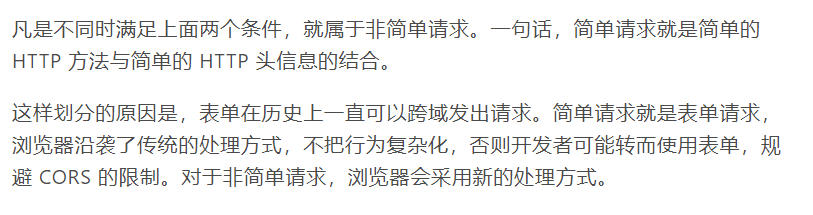 凡是不同时满足上面两个条件，就属于非简单请求。一句话，简单请求就是简单的
HTTP 方法与简单的 HTTP 头信息的结合。
这样划分的原因是，表单在历史上一直可以跨域发出请求。简单请求就是表单请求，
浏览器沿袭了传统的处理方式，不把行为复杂化，否则开发者可能转而使用表单，规
避 CORS 的限制。对于非简单请求，浏览器会采用新的处理方式。